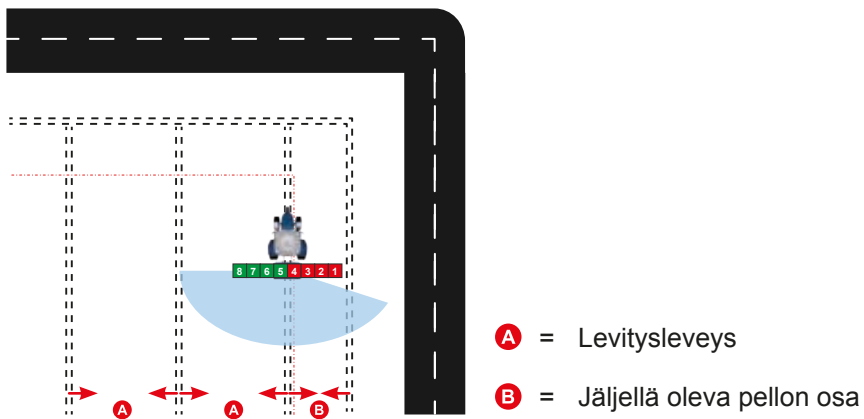 8 7 6 5 4 3 2 1
A = Levitysleveys
A A B
B = Jäljellä oleva pellon osa